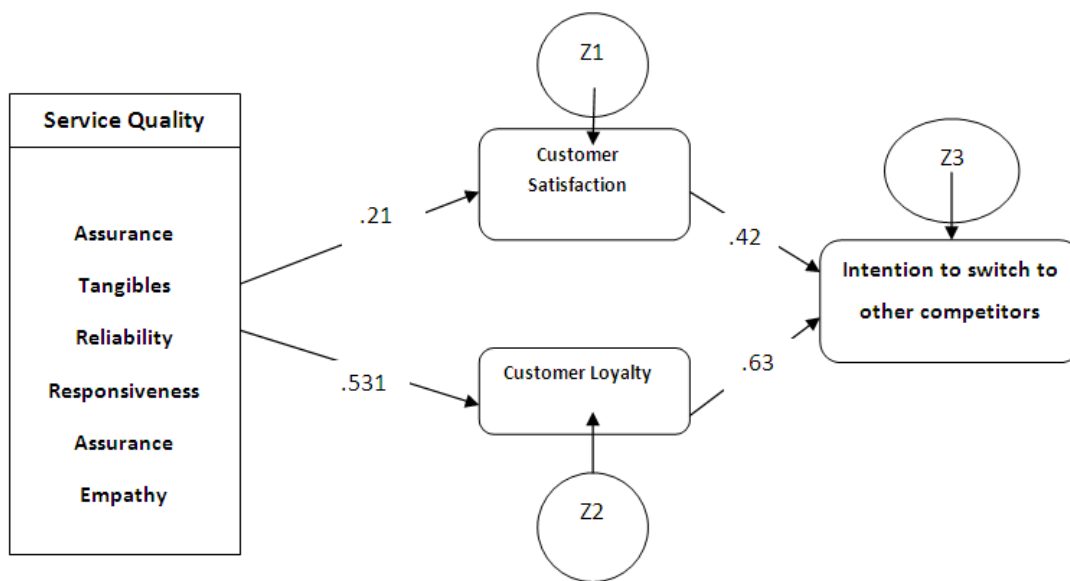 Service Quality
Assurance
Tangibles
Reliability
Responsiveness
Assurance
Empathy
.21
.531
Z1
Customer
Satisfaction
Customer Loyalty
Z2
.42
.63
Z3
Intention to switch to
other competitors